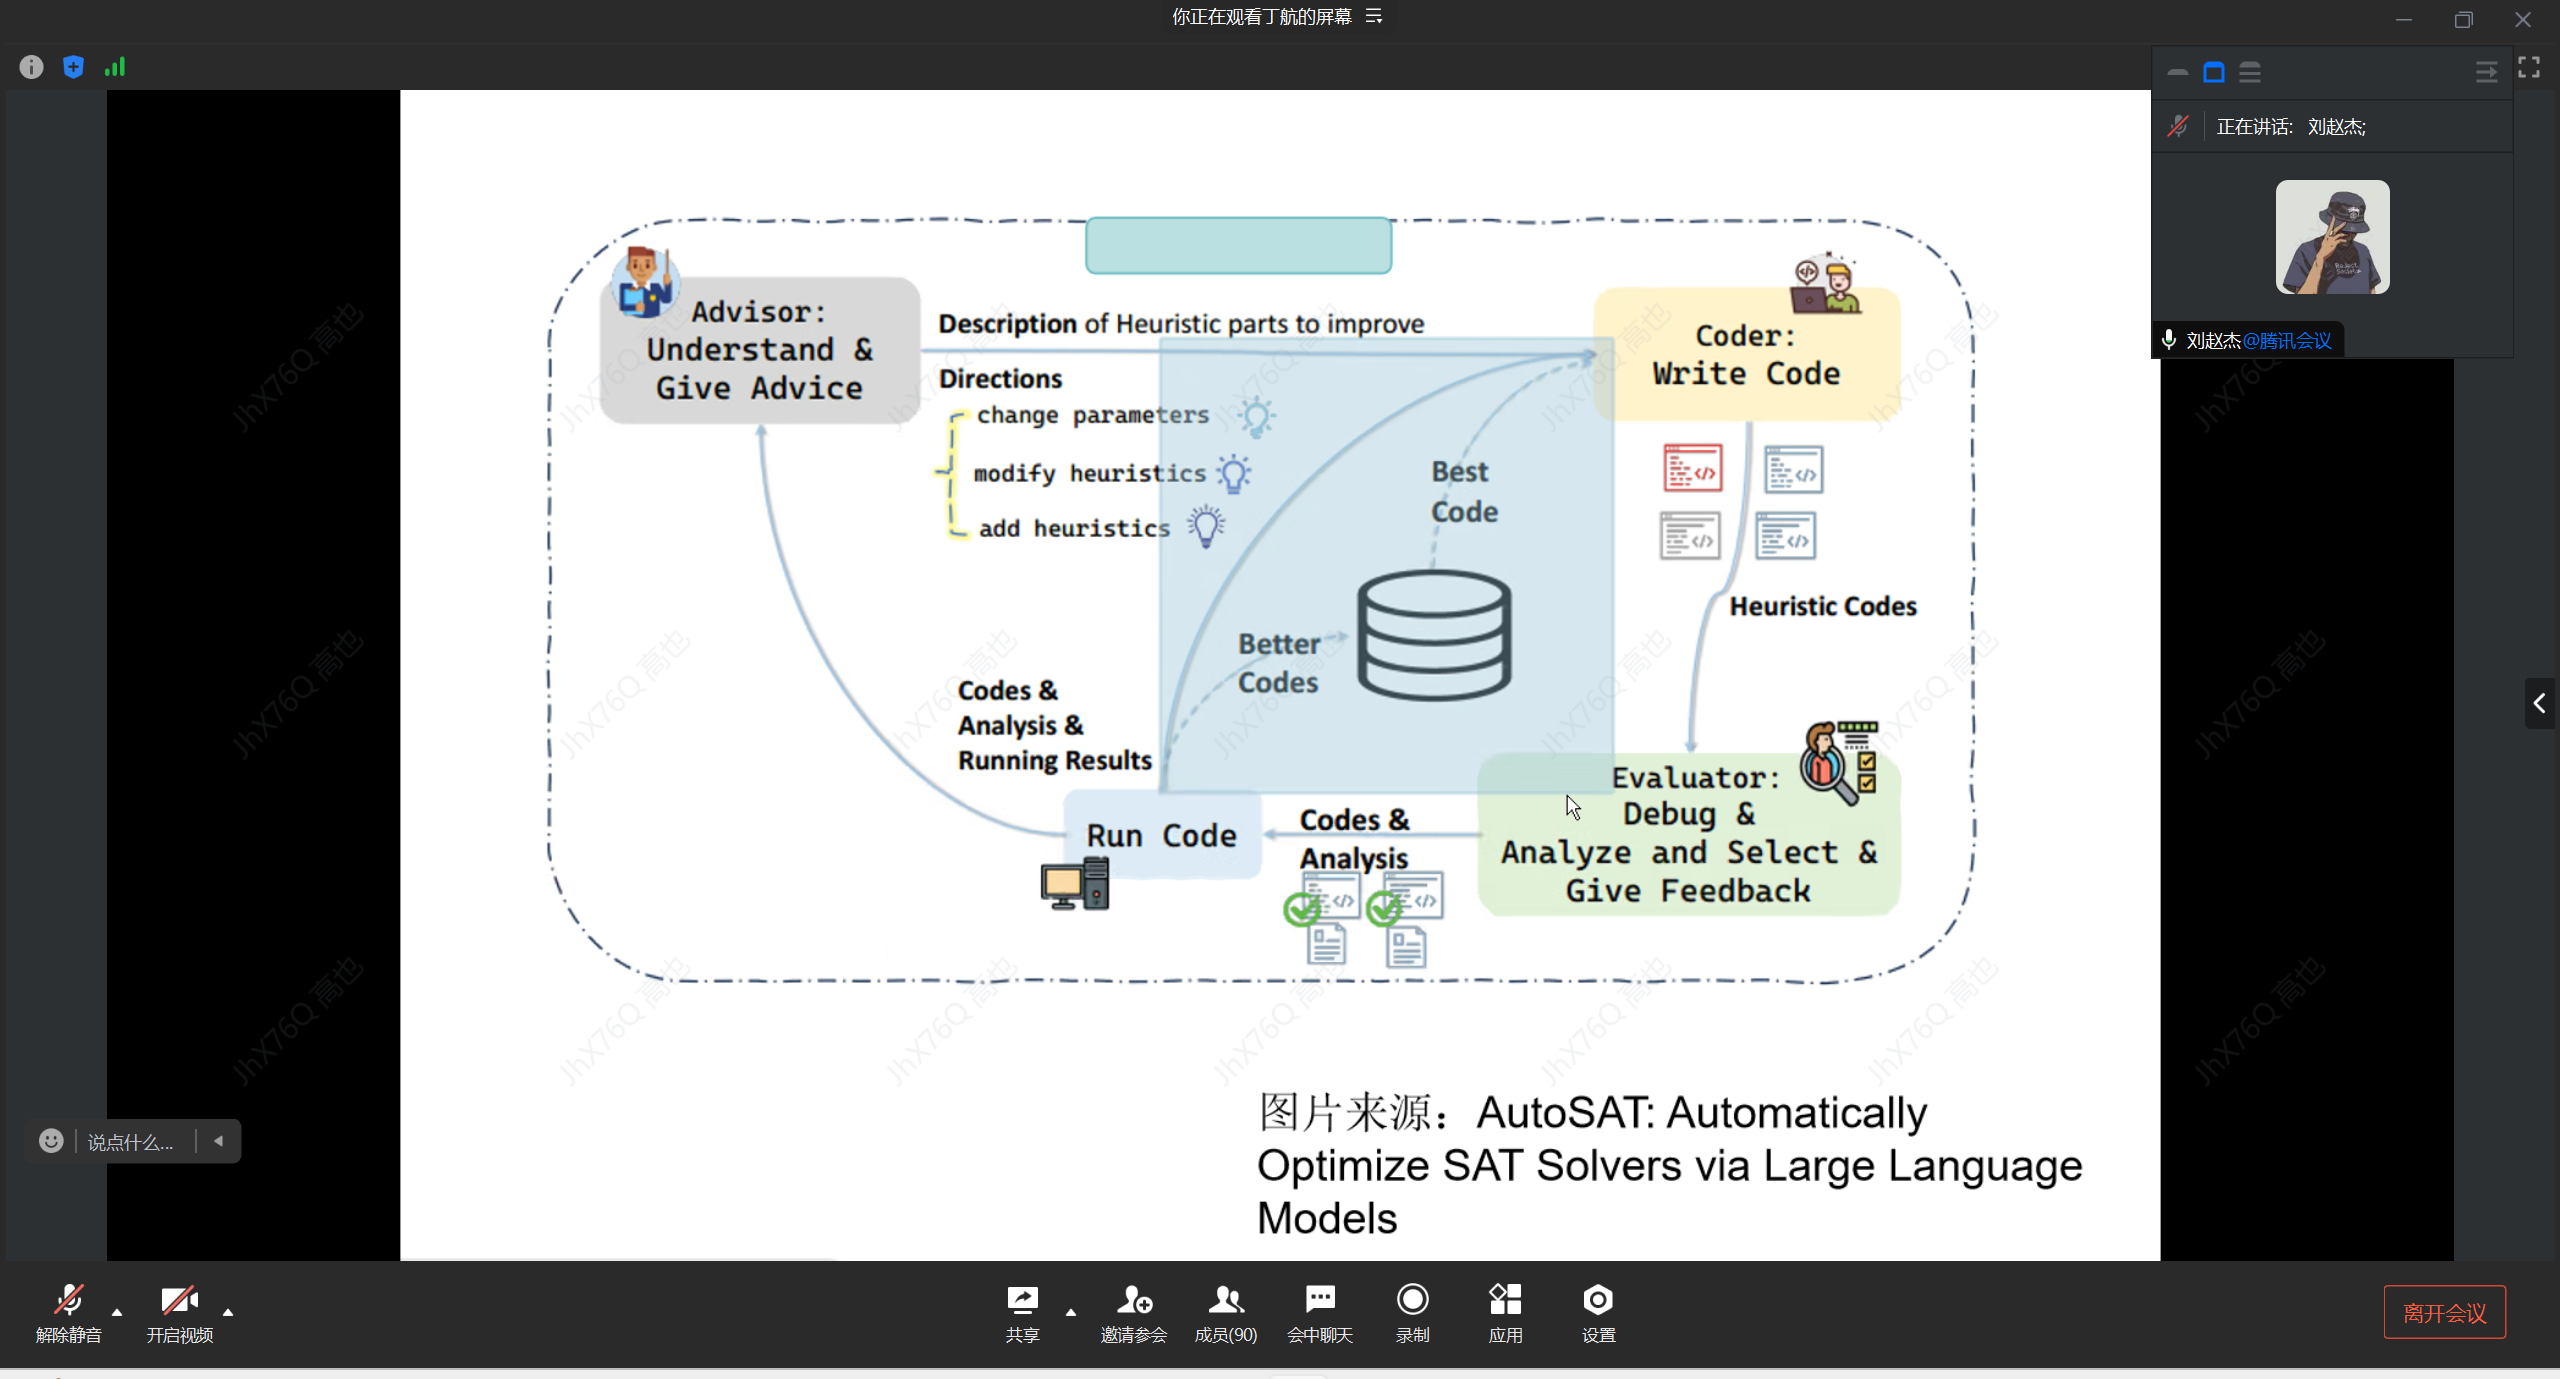 你正在观看丁航的屏幕
正在讲话: 刘赵杰;
刘赵杰@腾讯会议
Advisor:
Understand &
Give Advice
Description of Heuristic parts to improve
Directions
change parameters
modify heuristics
add heuristics
Coder:
Write Code
Best
Code
Heuristic Codes
Better
Codes
Codes &
Analysis &
Running Results
Run Code
Codes &
Analysis
Evaluator:
Debug &
Analyze and Select &
Give Feedback
图片来源：AutoSAT: Automatically
Optimize SAT Solvers via Large Language
Models
JhX76Q 高也
说点什么...
解除静音
开启视频
共享
邀请参会
成员(90)
会中聊天
录制
应用
设置
离开会议